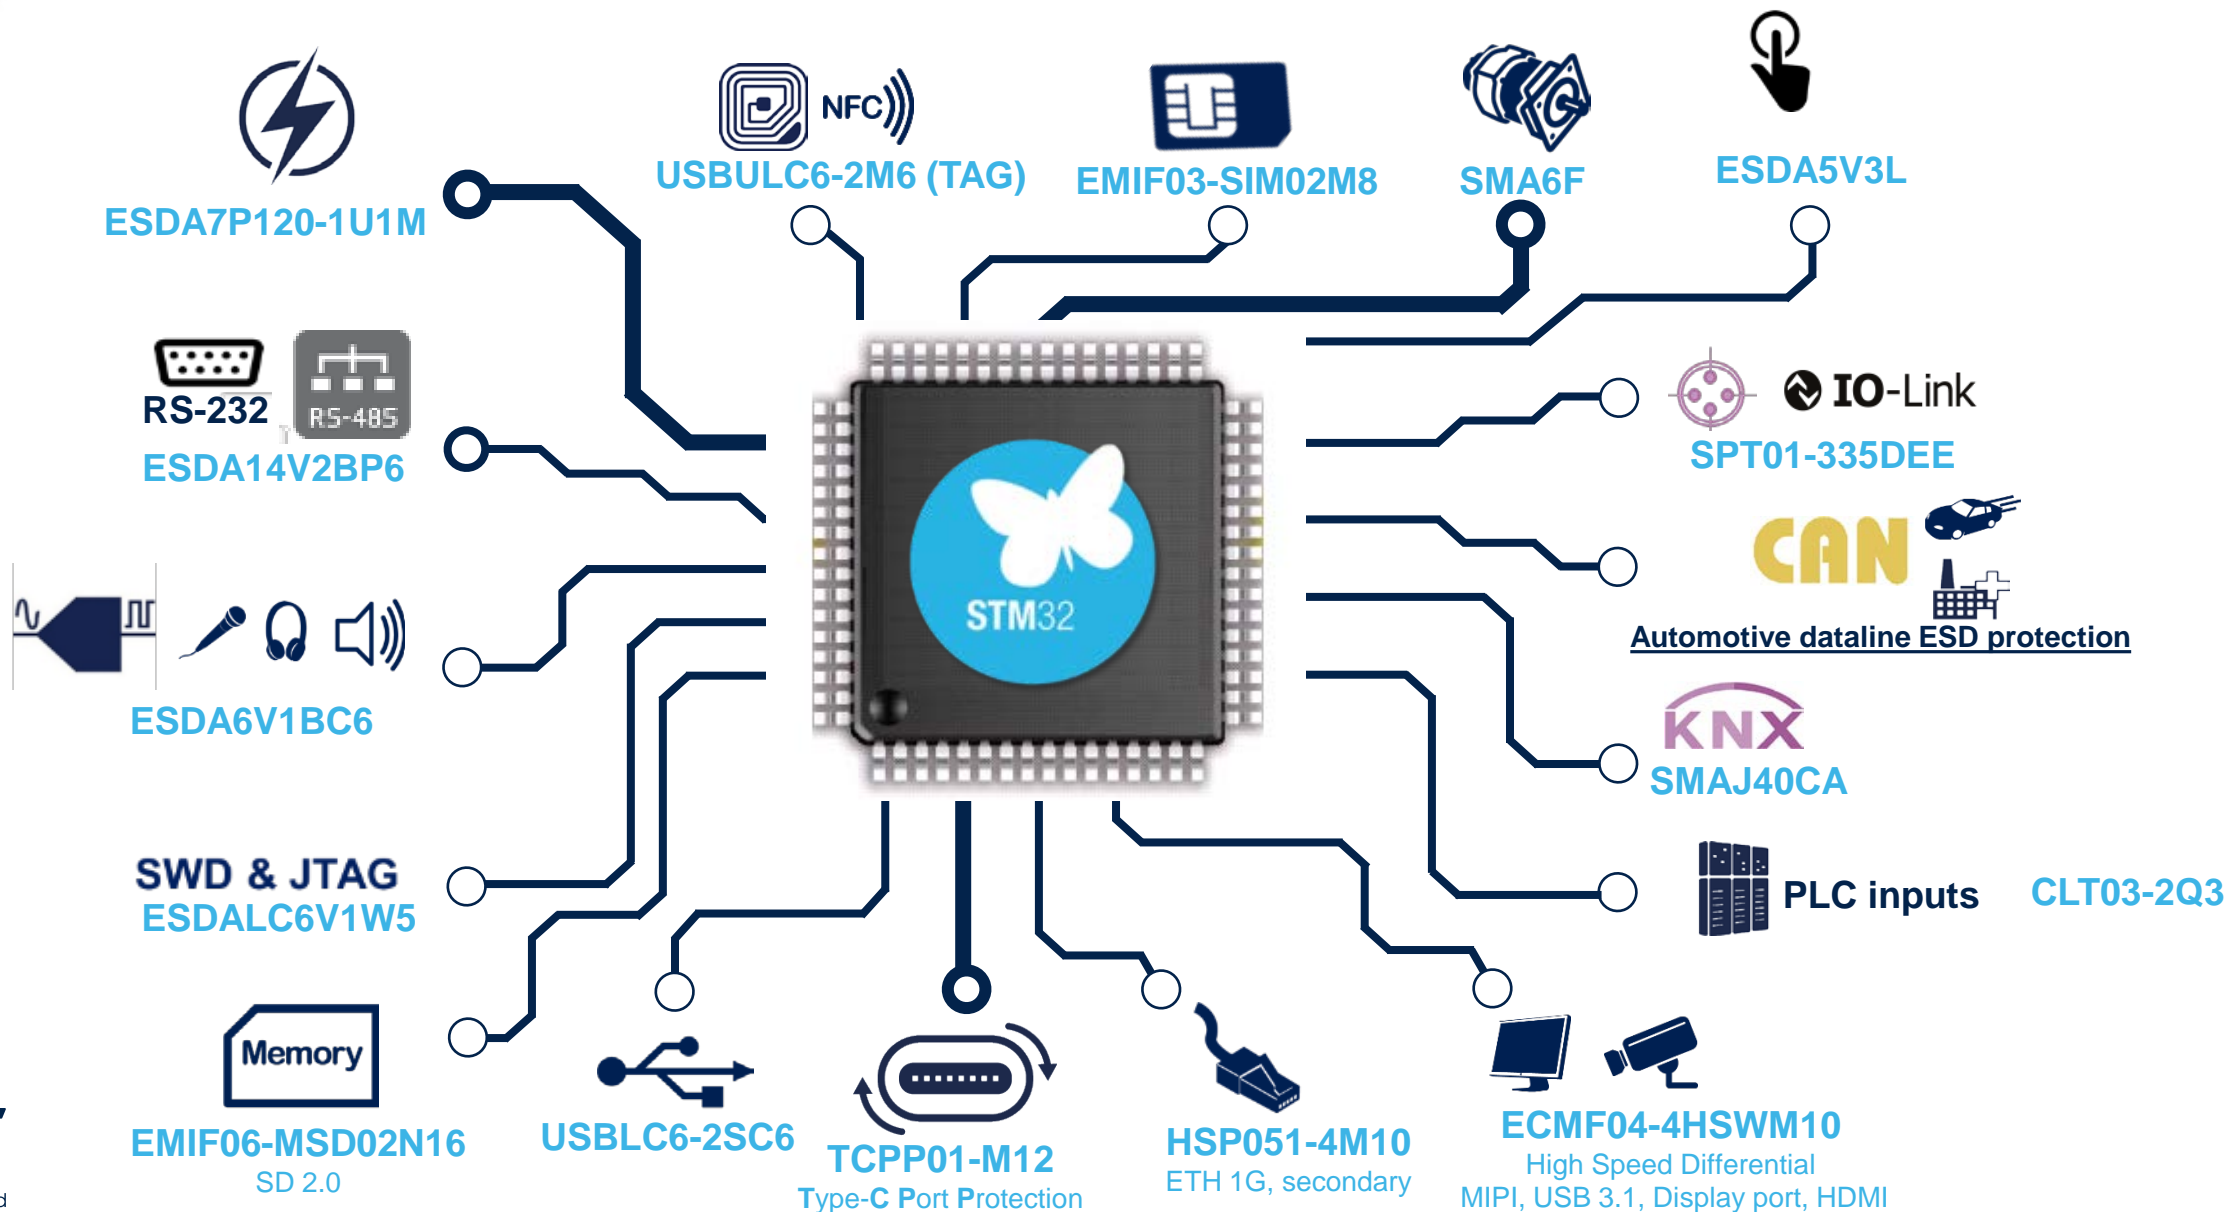 NFC
USBULC6-2M6 (TAG)
EMIF03-SIM02M8
SMA6F
ESDA5V3L
ESDA7P120-1U1M
RS-232
RS-485
ESDA14V2BP6
IO-Link
SPT01-335DEE
CAN
Automotive dataline ESD protection
STM32
ESDA6V1BC6
KNX
SMAJ40CA
SWD & JTAG
ESDALC6V1W5
PLC inputs
CLT03-2Q3
Memory
EMIF06-MSD02N16
SD 2.0
USBLC6-2SC6
TCPP01-M12
Type-C Port Protection
HSP051-4M10
ETH 1G, secondary
ECMF04-4HSWM10
High Speed Differential
MIPI, USB 3.1, Display port, HDMI